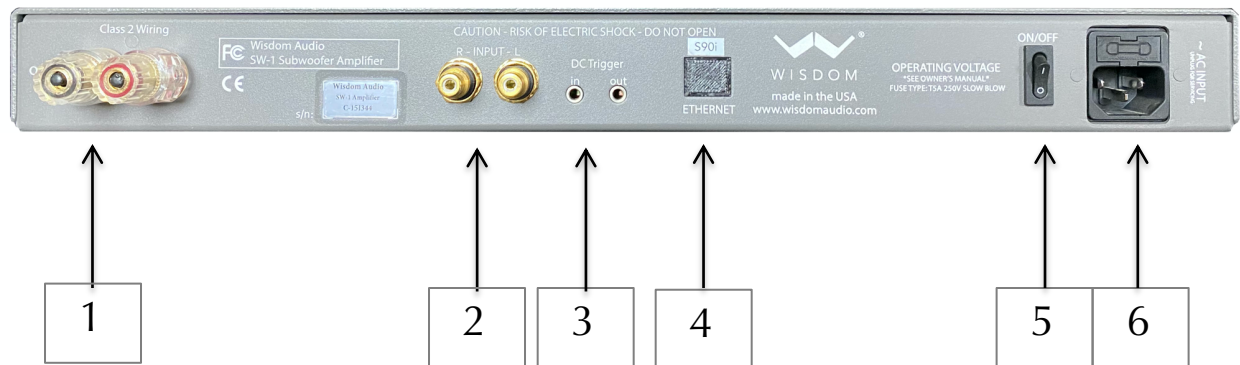 Class 2 Wiring
FC Wisdom Audio
SW-1 Subwoofer Amplifier
CE
s/n:
Wisdom Audio
SW-1 Amplifier
C-151344
CAUTION - RISK OF ELECTRIC SHOCK - DO NOT OPEN
R - INPUT - L
DC Trigger
in out
S90i
ETHERNET
WISDOM®
made in the USA
www.wisdomaudio.com
OPERATING VOLTAGE
*SEE OWNER'S MANUAL*
FUSE TYPE: T5A 250V SLOW BLOW
ON/OFF
I
O
~ AC INPUT
1
2
3
4
5
6